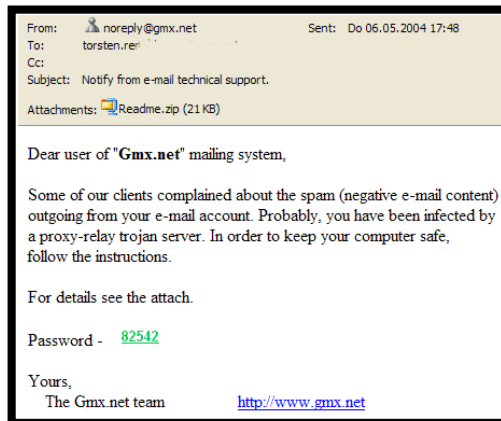 From: noreply@gmx.net Sent: Do 06.05.2004 17:48
To:
Cc:
Subject: Notify from e-mail technical support.
Attachments: Readme.zip (21 KB)
Dear user of "Gmx.net" mailing system,
Some of our clients complained about the spam (negative e-mail content)
outgoing from your e-mail account. Probably, you have been infected by
a proxy-relay trojan server. In order to keep your computer safe,
follow the instructions.
For details see the attach.
Password - 82542
Yours,
The Gmx.net team http://www.gmx.net